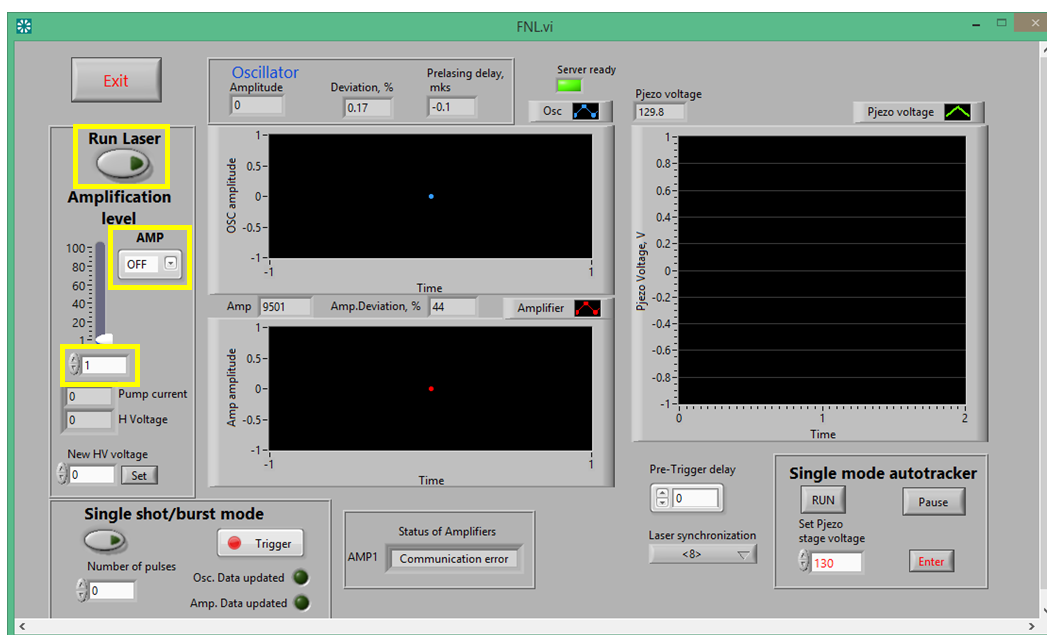 FNL.vi
Exit
Oscillator
Amplitude
0
Deviation, %
0.17
Prelasing delay,
mks
-0.1
Server ready
Osc
Pjezo voltage
129.8
Pjezo voltage
Run Laser
Amplification
level
AMP
OFF
100
80
60
40
20
1
1
0
Pump current
0
H Voltage
New HV voltage
0
Set
OSC amplitude
1
0.5
0
-0.5
-1
-1
1
Time
Amp
9501
Amp.Deviation, %
44
Amplifier
Amp amplitude
1
0.5
0
-0.5
-1
-1
1
Time
Pjezo Voltage, V
1
0.8
0.6
0.4
0.2
0
-0.2
-0.4
-0.6
-0.8
-1
0
1
2
Time
Single shot/burst mode
Trigger
Number of pulses
0
Osc. Data updated
Amp. Data updated
Status of Amplifiers
AMP1
Communication error
Pre-Trigger delay
0
Laser synchronization
<8>
Single mode autotracker
RUN
Pause
Set Pjezo
stage voltage
130
Enter